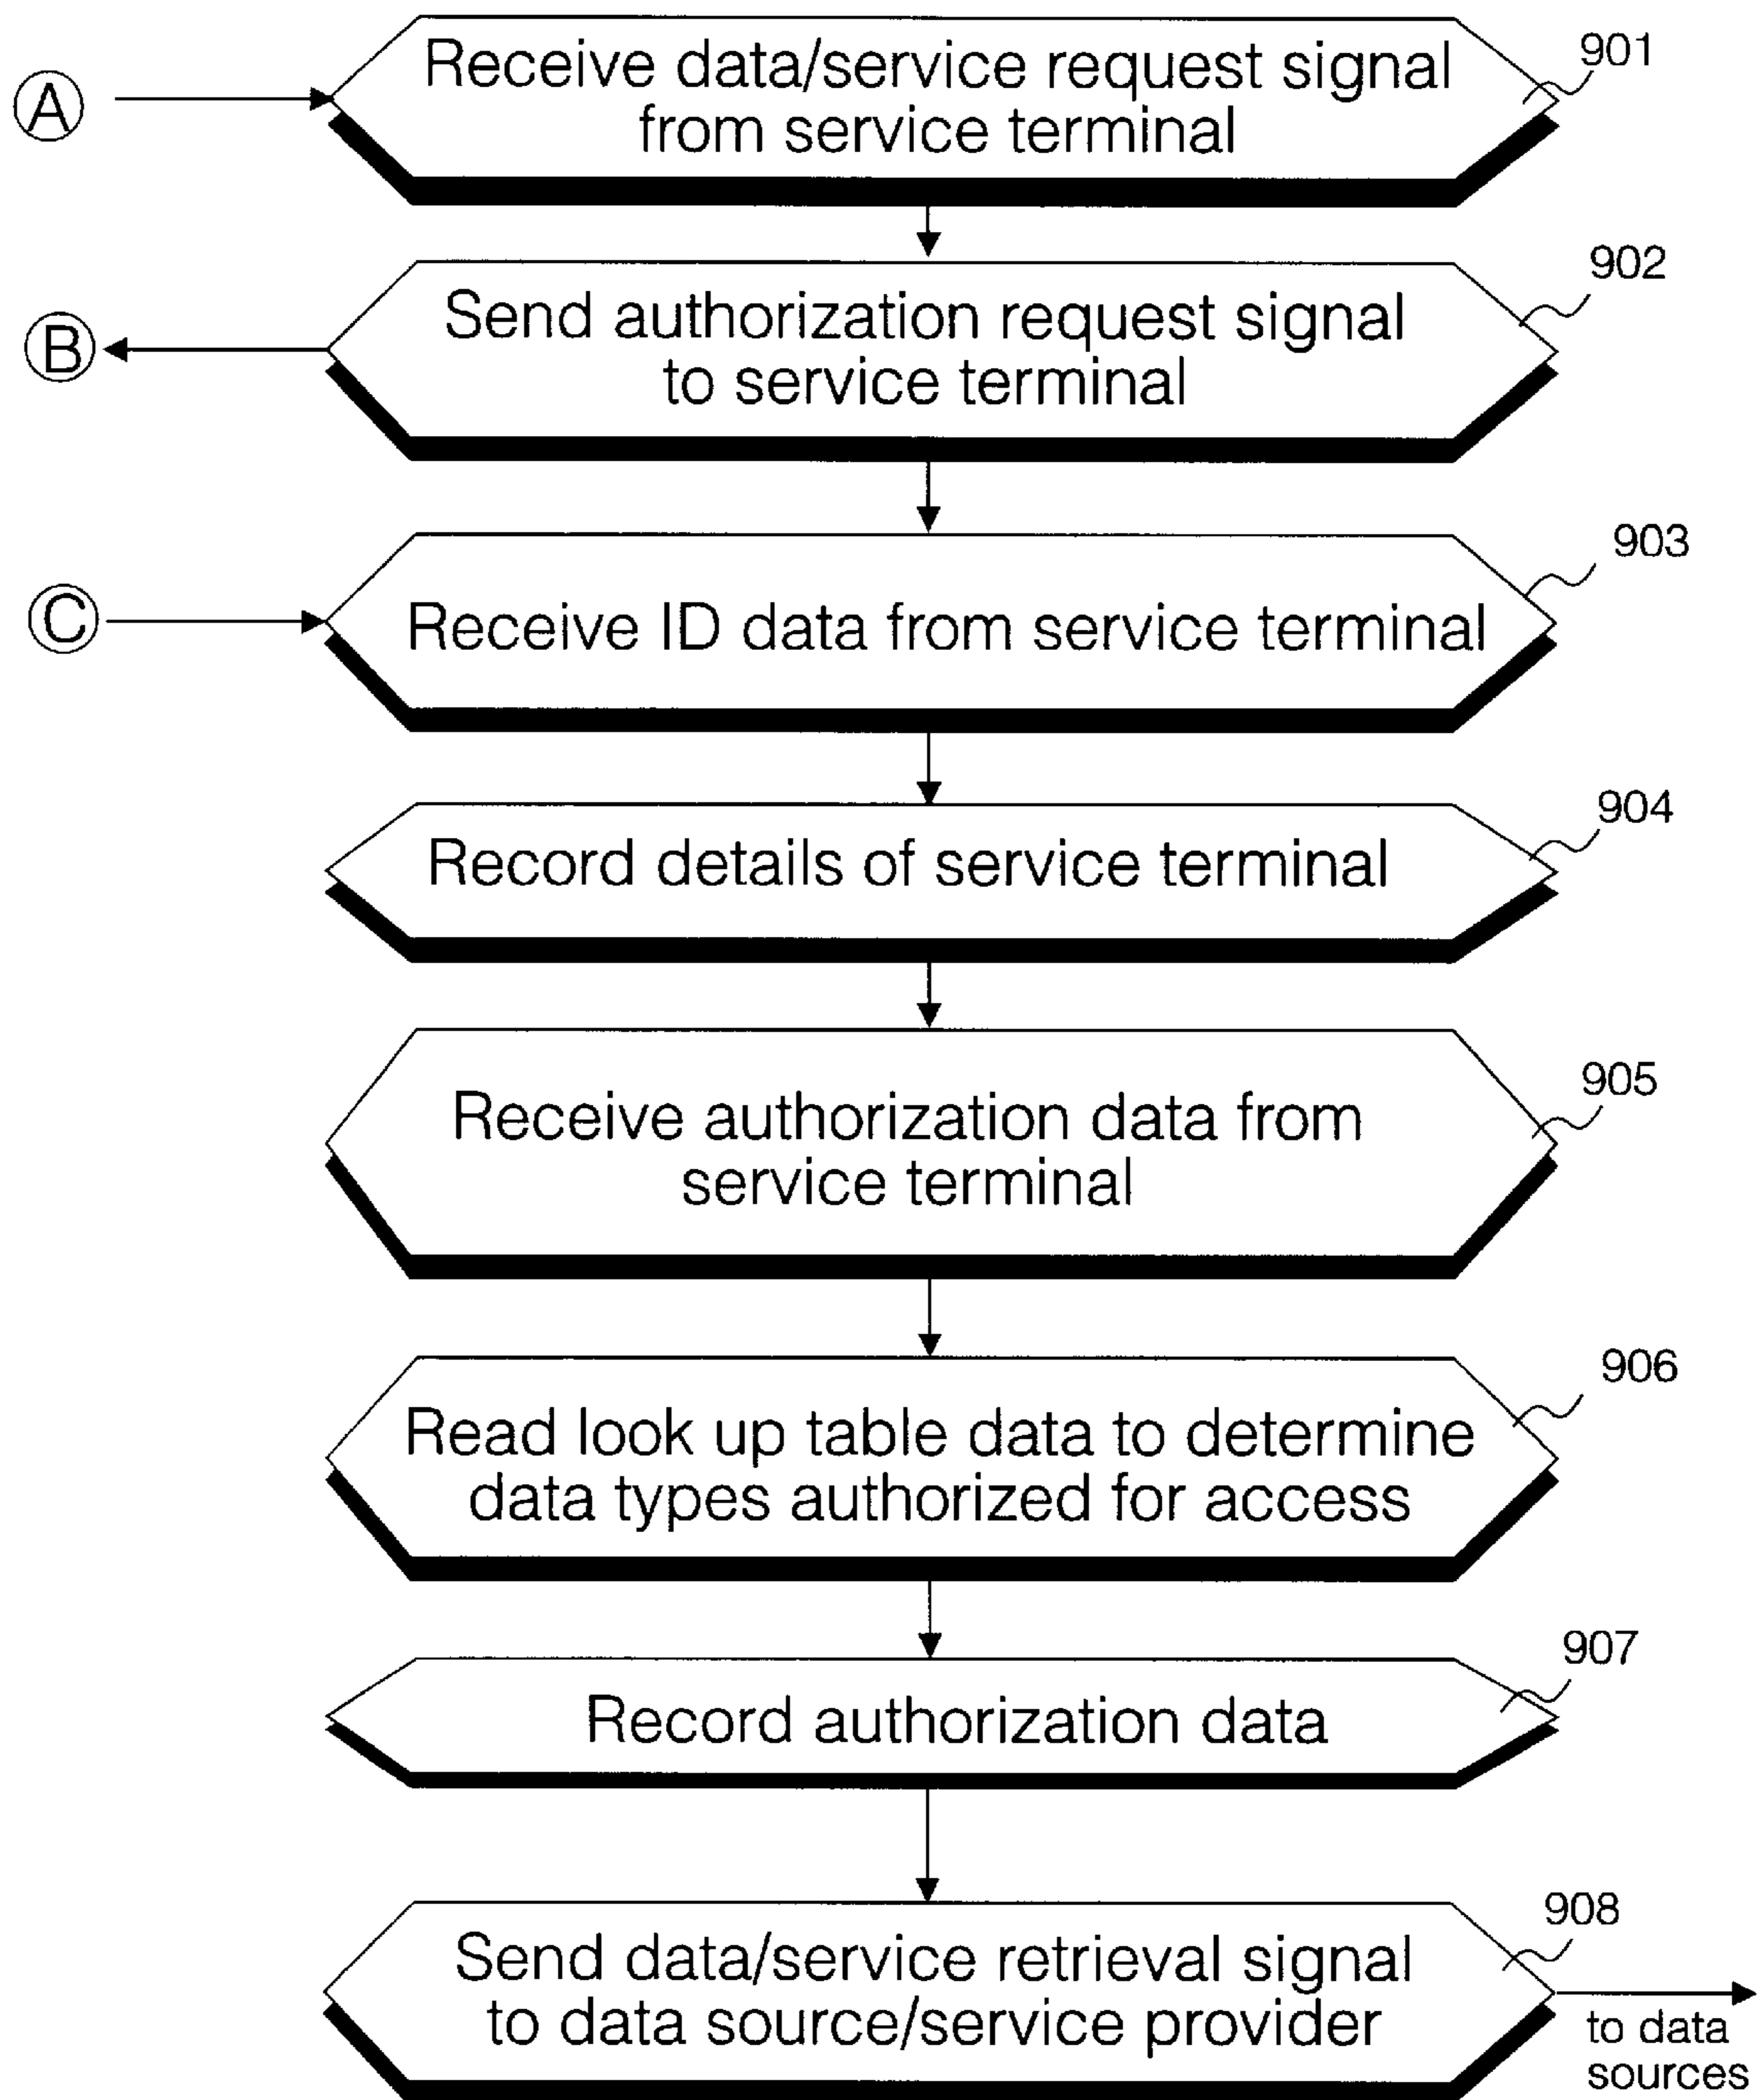 Receive data/service request signal
from service terminal
901
A
Send authorization request signal
to service terminal
902
B
Receive ID data from service terminal
903
C
Record details of service terminal
904
Receive authorization data from
service terminal
905
Read look up table data to determine
data types authorized for access
906
Record authorization data
907
Send data/service retrieval signal
to data source/service provider
908
to data
sources